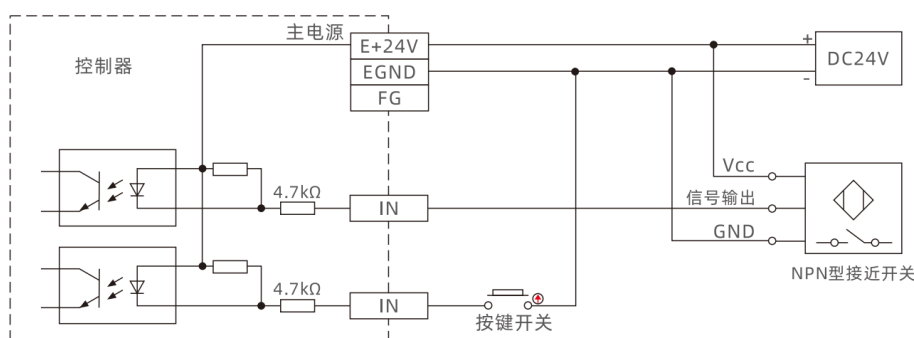 主电源
E+24V
+
DC24V
控制器
EGND
-
FG
Vcc
4.7kΩ
信号输出
IN
GND
NPN型接近开关
4.7kΩ
IN
按键开关